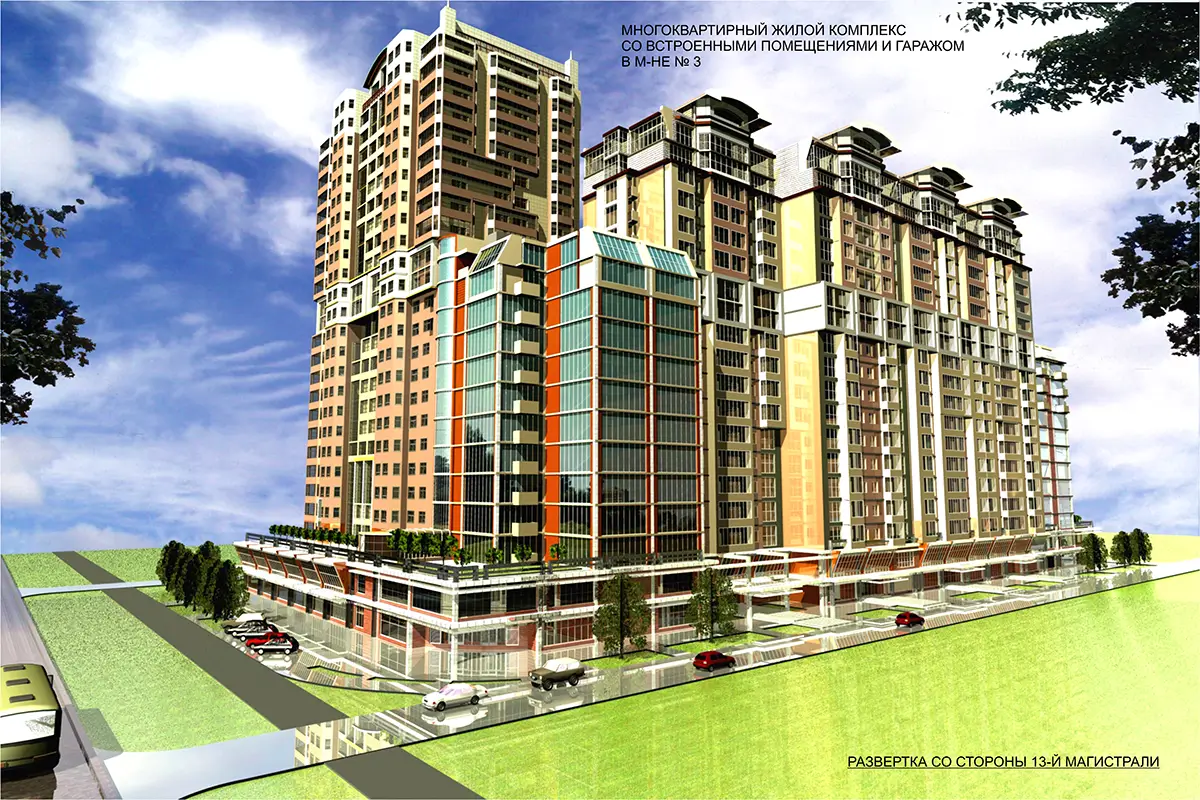 МНОГОКВАРТИРНЫЙ ЖИЛОЙ КОМПЛЕКС
СО ВСТРОЕННЫМИ ПОМЕЩЕНИЯМИ И ГАРАЖОМ
В М-НЕ № 3
РАЗВЕРТКА СО СТОРОНЫ 13-Й МАГИСТРАЛИ